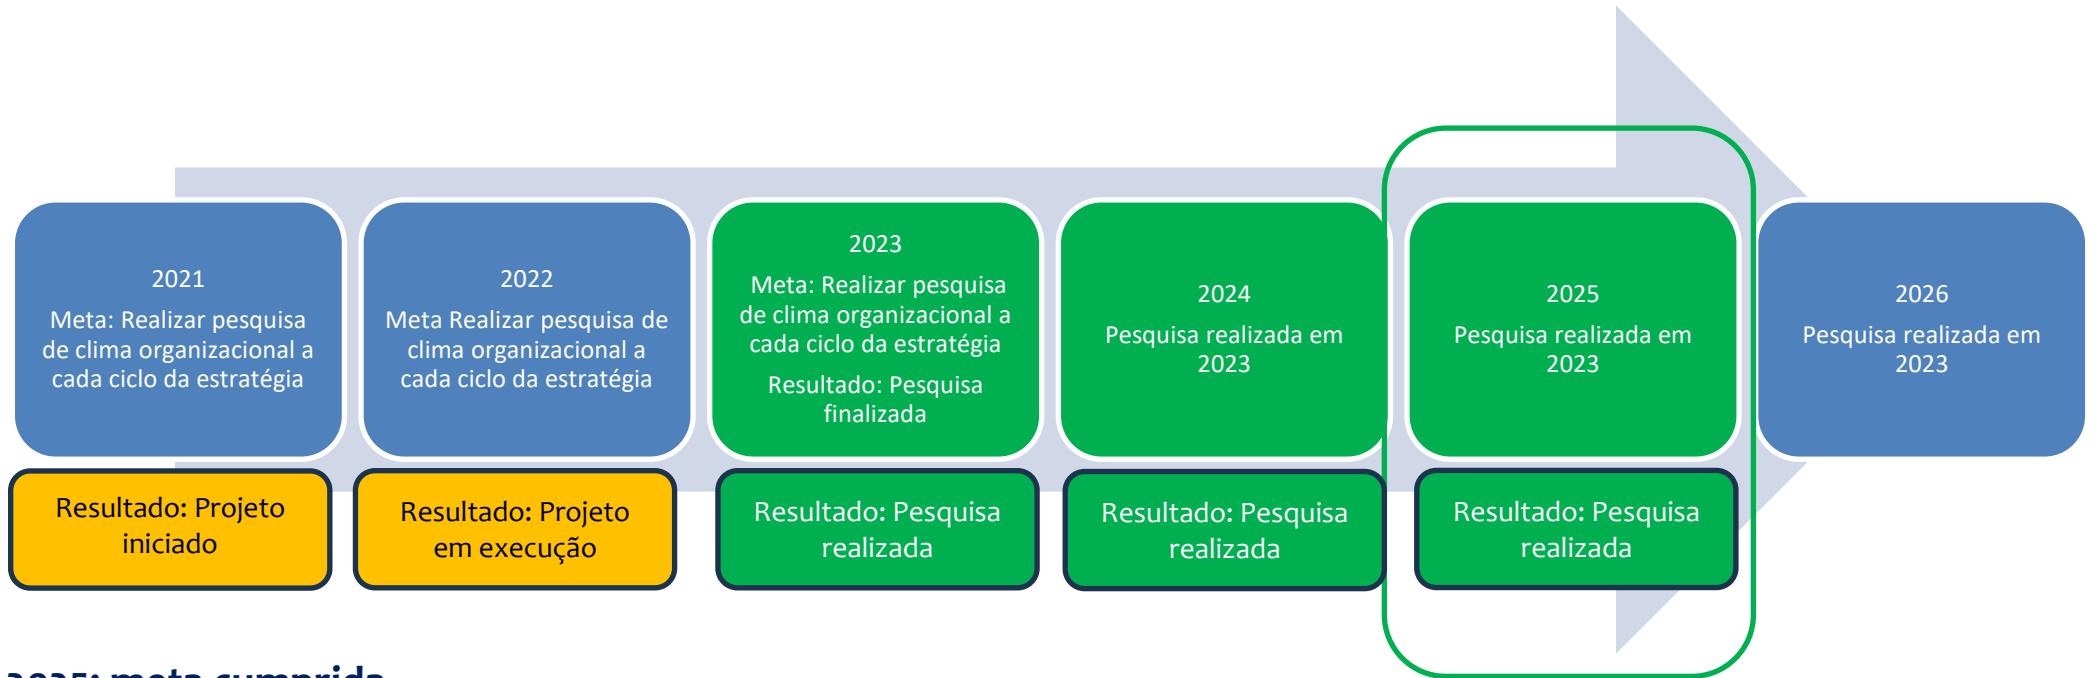 2021
Meta: Realizar pesquisa
de clima organizacional a
cada ciclo da estratégia
2022
Meta Realizar pesquisa de
clima organizacional a
cada ciclo da estratégia
2023
Meta: Realizar pesquisa
de clima organizacional a
cada ciclo da estratégia
Resultado: Pesquisa
finalizada
2024
Pesquisa realizada em
2023
2025
Pesquisa realizada em
2023
2026
Pesquisa realizada em
2023
Resultado: Projeto
iniciado
Resultado: Projeto
em execução
Resultado: Pesquisa
realizada
Resultado: Pesquisa
realizada
Resultado: Pesquisa
realizada
2025: meta cumprida